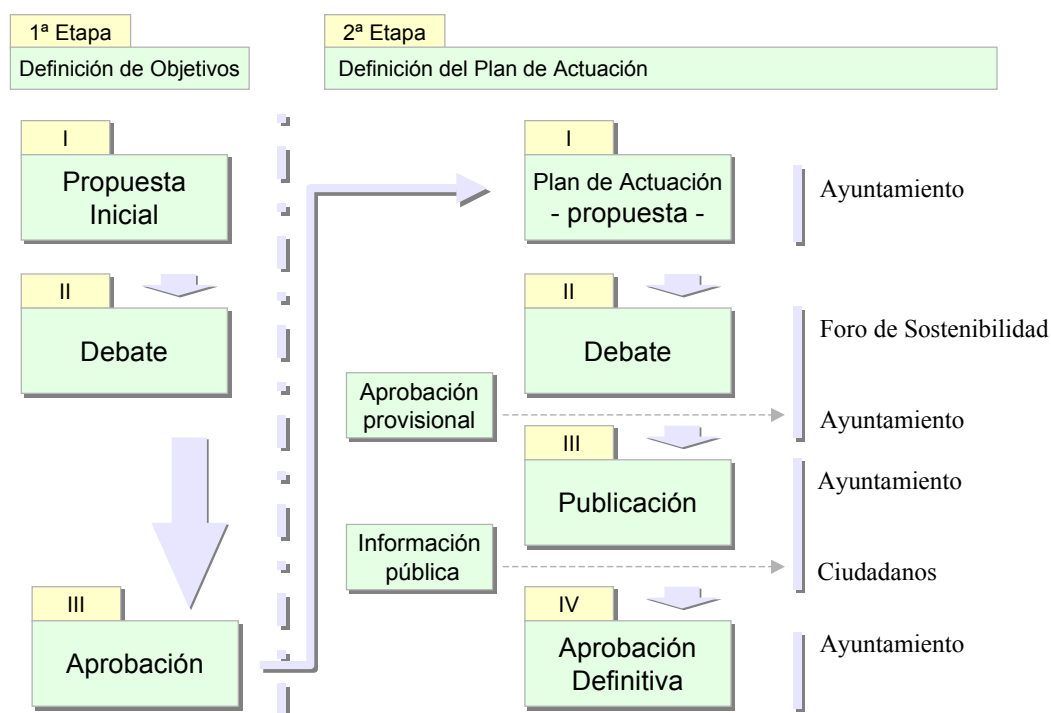 1ª Etapa
Definición de Objetivos
I
Propuesta
Inicial
II
Debate
III
Aprobación
2ª Etapa
Definición del Plan de Actuación
I
Plan de Actuación
- propuesta -
Ayuntamiento
II
Debate
Foro de Sostenibilidad
Aprobación
provisional
Ayuntamiento
III
Publicación
Ayuntamiento
Información
pública
Ciudadanos
IV
Aprobación
Definitiva
Ayuntamiento